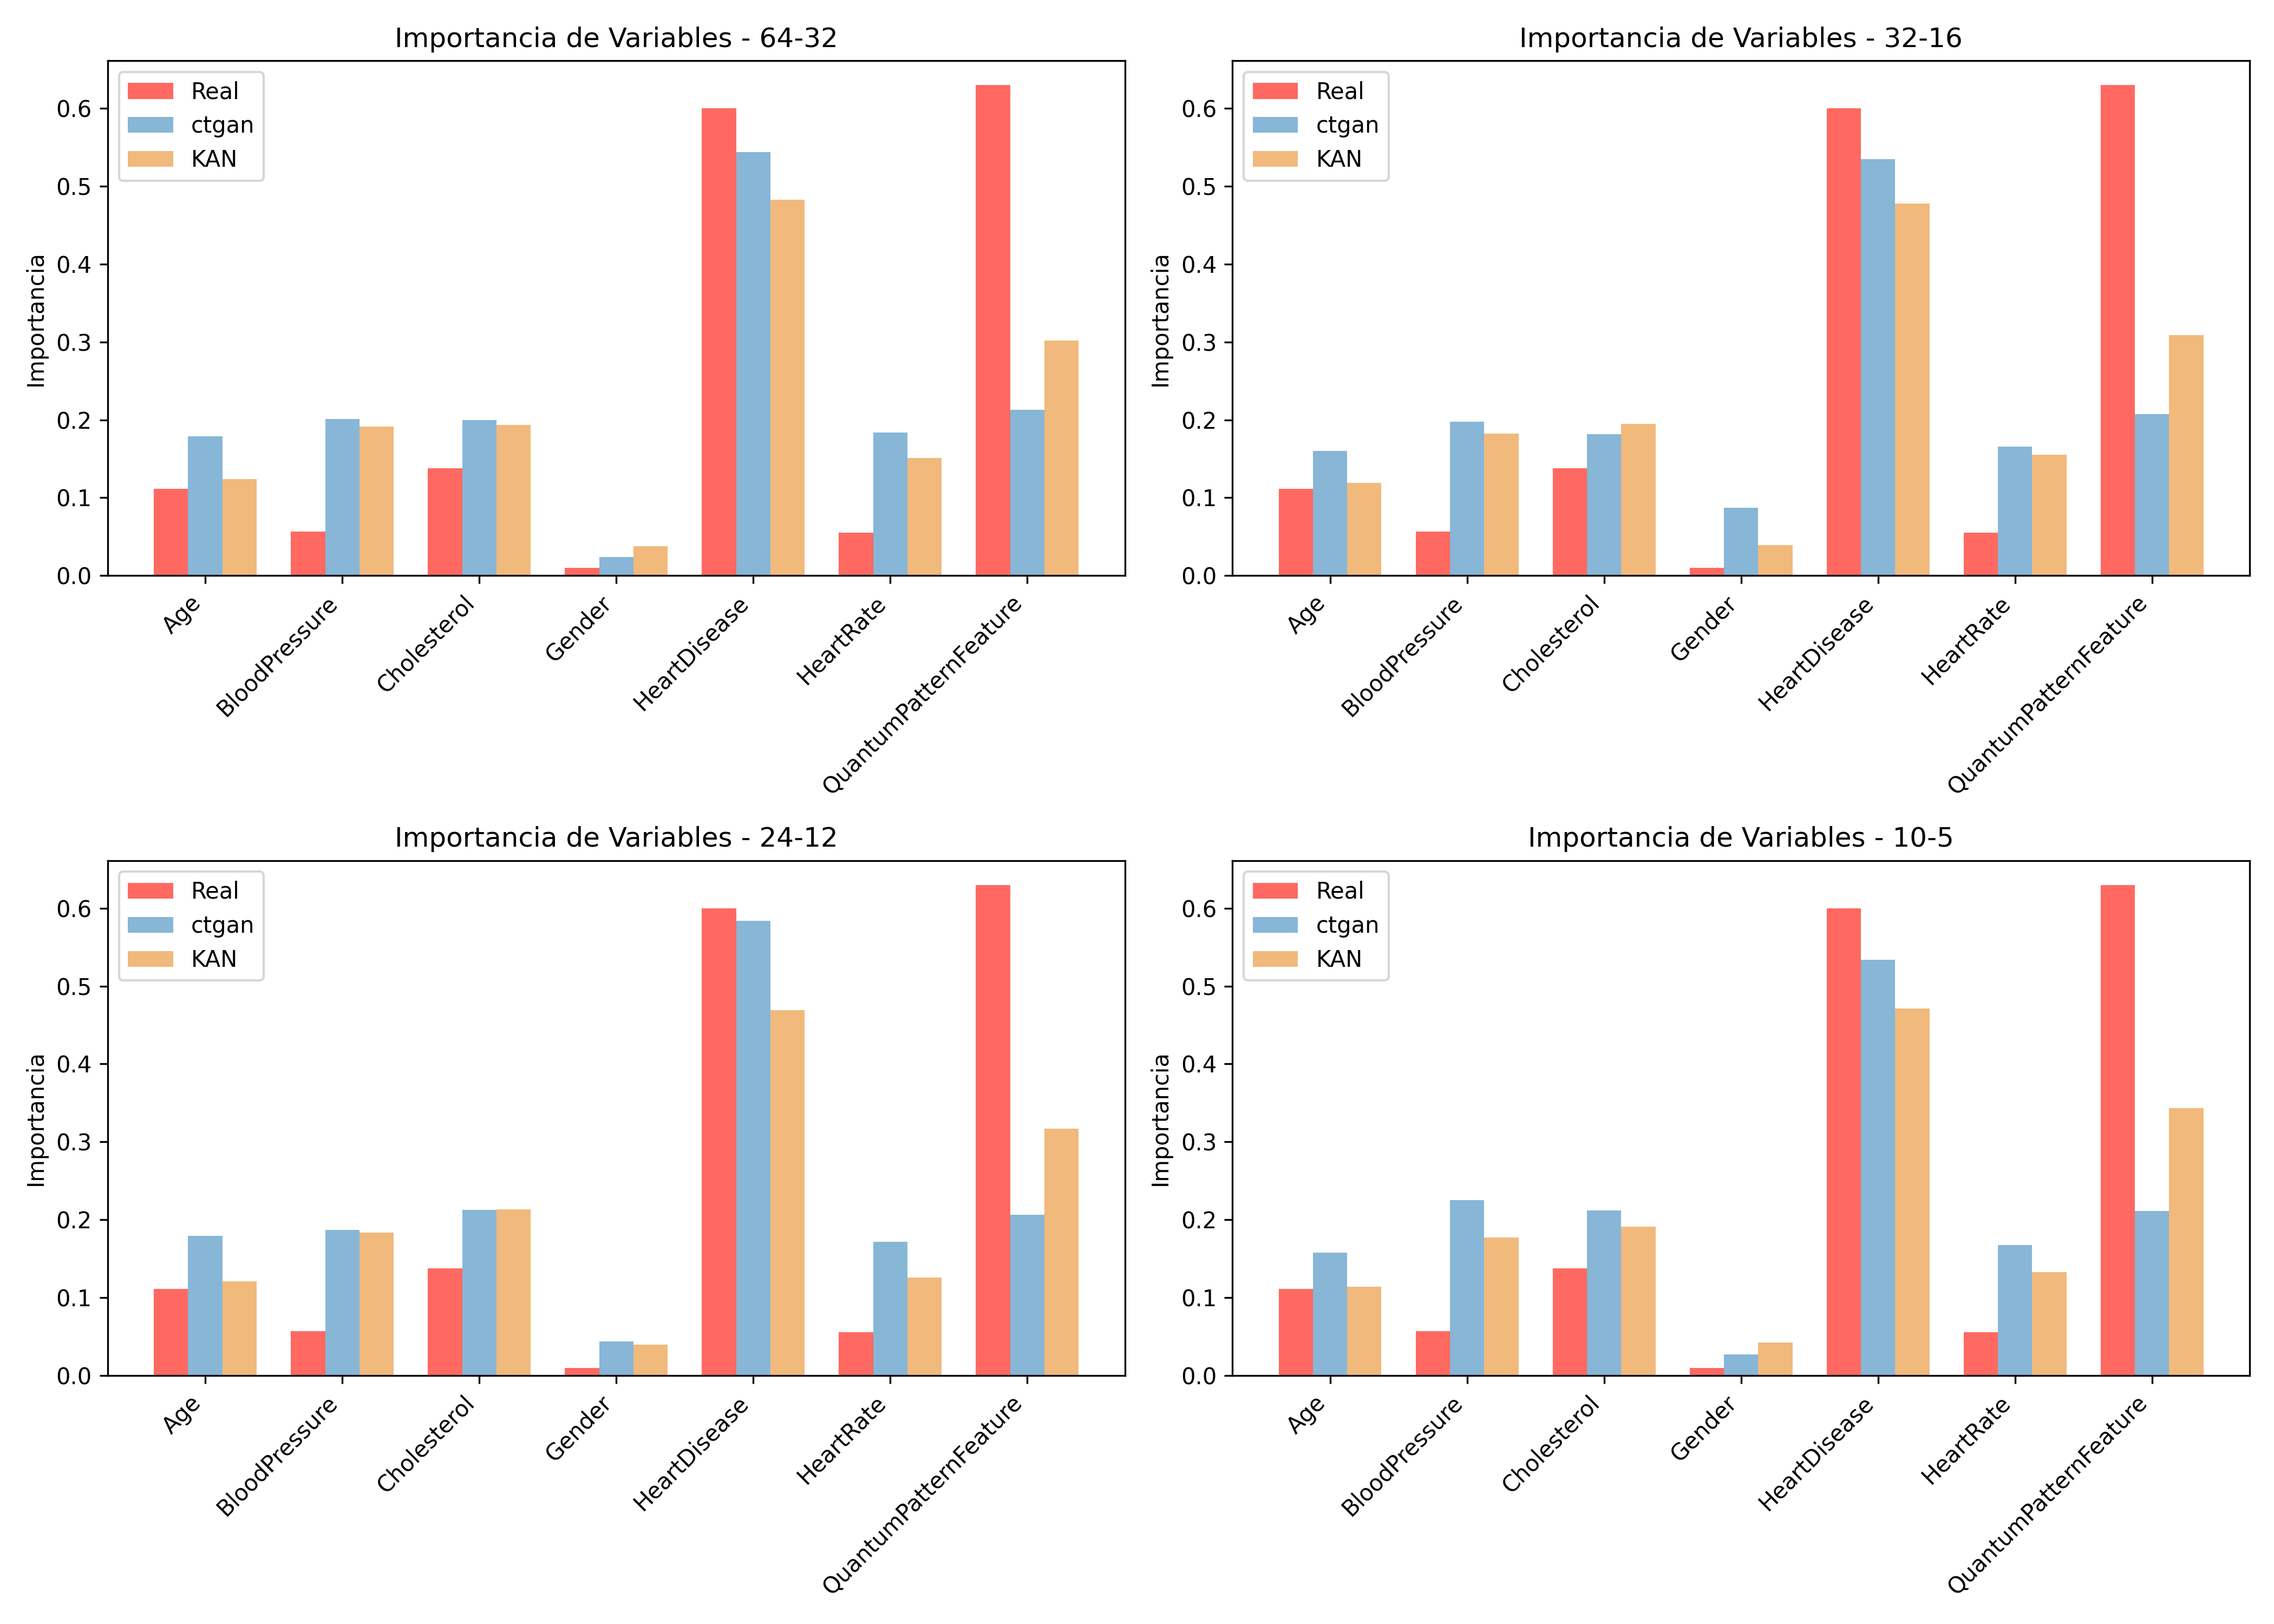 Importancia de Variables - 64-32
Real
ctgan
KAN
Importancia
0.6
0.5
0.4
0.3
0.2
0.1
0.0
Age
BloodPressure
Cholesterol
Gender
HeartDisease
HeartRate
QuantumPatternFeature
Importancia de Variables - 32-16
Real
ctgan
KAN
Importancia
0.6
0.5
0.4
0.3
0.2
0.1
0.0
Age
BloodPressure
Cholesterol
Gender
HeartDisease
HeartRate
QuantumPatternFeature
Importancia de Variables - 24-12
Real
ctgan
KAN
Importancia
0.6
0.5
0.4
0.3
0.2
0.1
0.0
Age
BloodPressure
Cholesterol
Gender
HeartDisease
HeartRate
QuantumPatternFeature
Importancia de Variables - 10-5
Real
ctgan
KAN
Importancia
0.6
0.5
0.4
0.3
0.2
0.1
0.0
Age
BloodPressure
Cholesterol
Gender
HeartDisease
HeartRate
QuantumPatternFeature